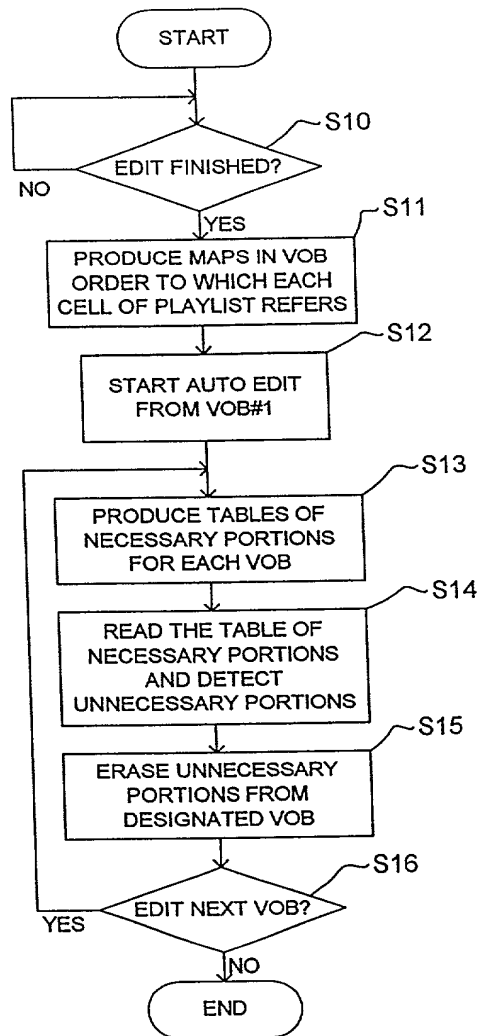 START
S10
EDIT FINISHED?
NO
YES
S11
PRODUCE MAPS IN VOB
ORDER TO WHICH EACH
CELL OF PLAYLIST REFERS
S12
START AUTO EDIT
FROM VOB#1
S13
PRODUCE TABLES OF
NECESSARY PORTIONS
FOR EACH VOB
S14
READ THE TABLE OF
NECESSARY PORTIONS
AND DETECT
UNNECESSARY PORTIONS
S15
ERASE UNNECESSARY
PORTIONS FROM
DESIGNATED VOB
S16
EDIT NEXT VOB?
YES
NO
END